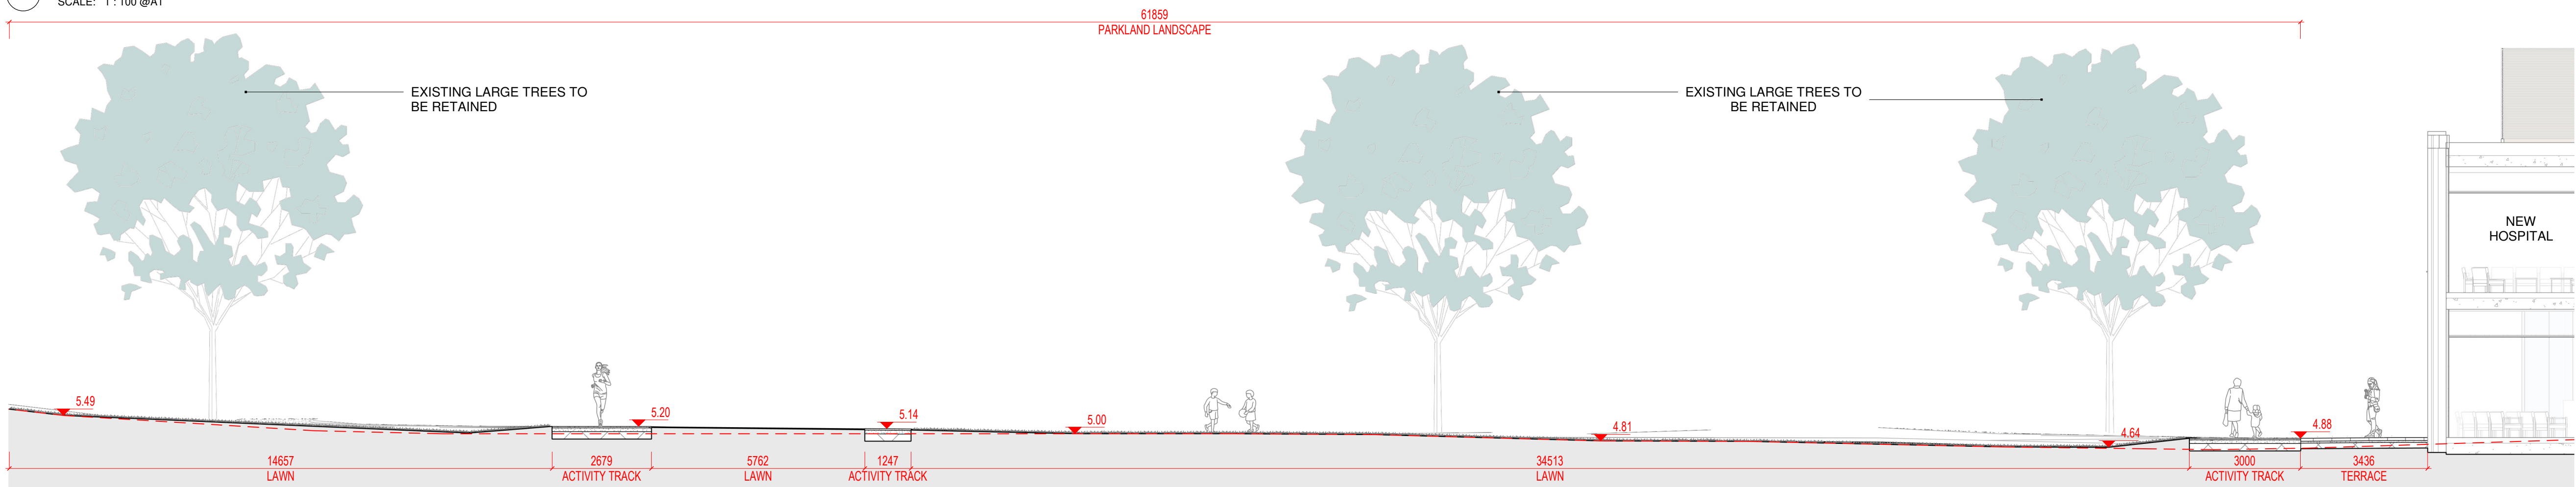 SCALE: 1 : 100 @A1
61859
PARKLAND LANDSCAPE
EXISTING LARGE TREES TO
BE RETAINED
EXISTING LARGE TREES TO
BE RETAINED
NEW
HOSPITAL
5.49
5.20
5.14
5.00
4.81
4.64
4.88
14657
LAWN
2679
ACTIVITY TRACK
5762
LAWN
1247
ACTIVITY TRACK
34513
LAWN
3000
ACTIVITY TRACK
3436
TERRACE